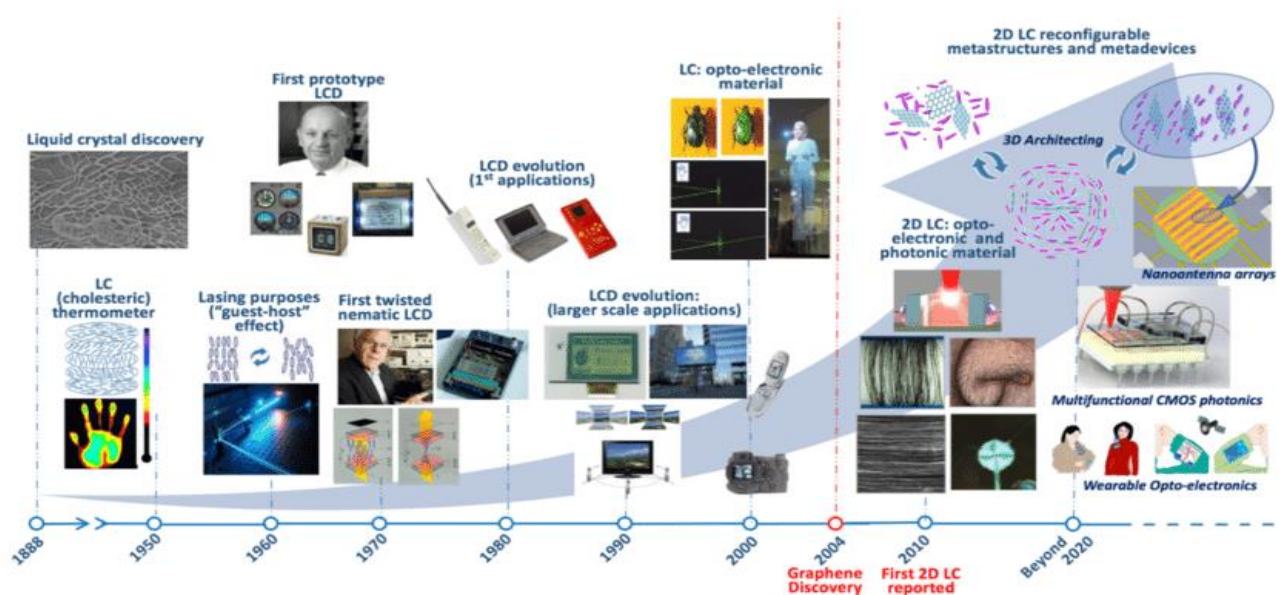 2D LC reconfigurable
metastructures and metadevices
First prototype
LCD
LC: opto-electronic
material
Liquid crystal discovery
3D Architecting
LCD evolution
(1st applications)
2D LC: opto-
electronic and
photonic material
Nanoantenna arrays
LC
(cholesteric)
thermometer
Lasing purposes
("guest-host"
effect)
First twisted
nematic LCD
LCD evolution:
(larger scale applications)
Multifunctional CMOS photonics
Wearable Opto-electronics
1888
1950
1960
1970
1980
1990
2000
2004
2010
Beyond
2020
Graphene
Discovery
First 2D LC
reported